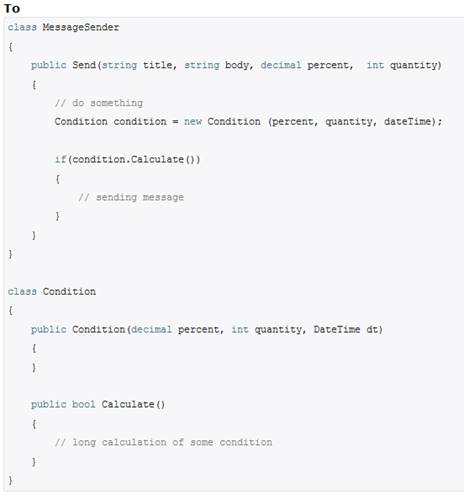 To
class MessageSender
{
public Send(string title, string body, decimal percent,  int quantity)
{
// do something
Condition condition = new Condition (percent, quantity, dateTime);
if(condition.Calculate())
{
// sending message
}
}
}
class Condition
{
public Condition(decimal percent, int quantity, DateTime dt)
{
}
public bool Calculate()
{
// long calculation of some condition
}
}